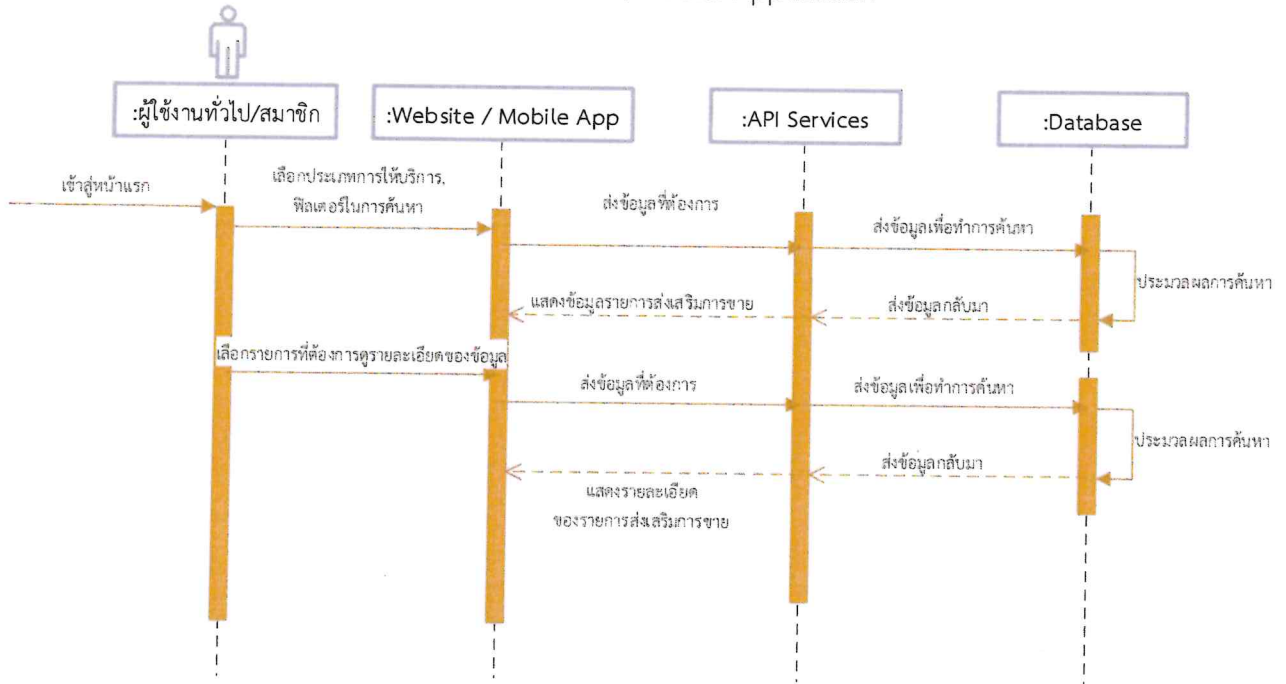 :ผู้ใช้งานทั่วไป/สมาชิก
:Website / Mobile App
:API Services
:Database
เข้าสู่หน้าแรก
เลือกประเภทการให้บริการ,
ฟิลเตอร์ในการค้นหา
ส่งข้อมูลที่ต้องการ
ส่งข้อมูลเพื่อทำการค้นหา
ประมวลผลการค้นหา
แสดงข้อมูลรายการส่งเสริมการขาย
ส่งข้อมูลกลับมา
เลือกรายการที่ต้องการดูรายละเอียดของข้อมูล
ส่งข้อมูลที่ต้องการ
ส่งข้อมูลเพื่อทำการค้นหา
ประมวลผลการค้นหา
ส่งข้อมูลกลับมา
แสดงรายละเอียด
ของรายการส่งเสริมการขาย